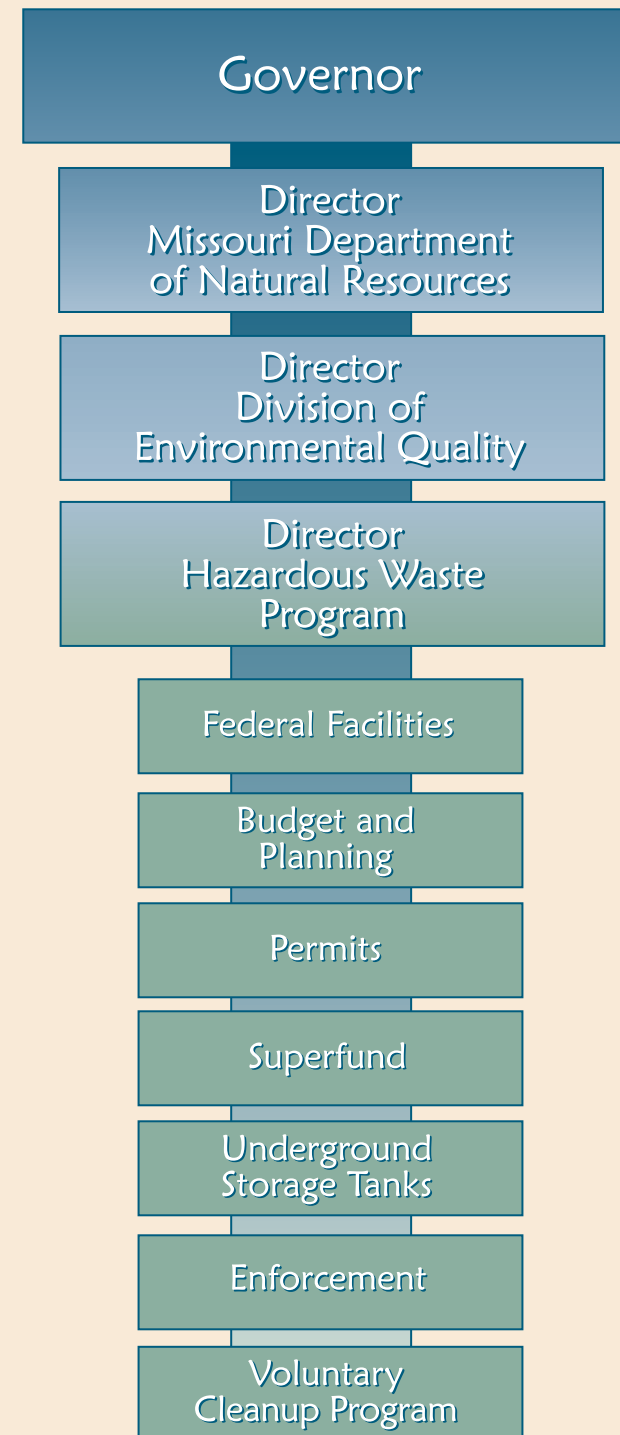 Governor
Director
Missouri Department
of Natural Resources
Director
Division of
Environmental Quality
Director
Hazardous Waste
Program
Federal Facilities
Budget and
Planning
Permits
Superfund
Underground
Storage Tanks
Enforcement
Voluntary
Cleanup Program